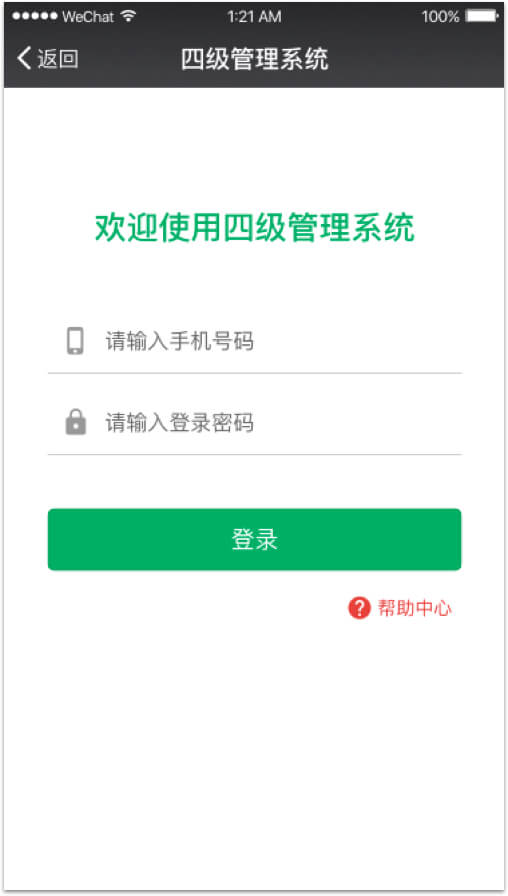 WeChat 1:21 AM 100%
返回 四级管理系统
欢迎使用四级管理系统
请输入手机号码
请输入登录密码
登录
? 帮助中心